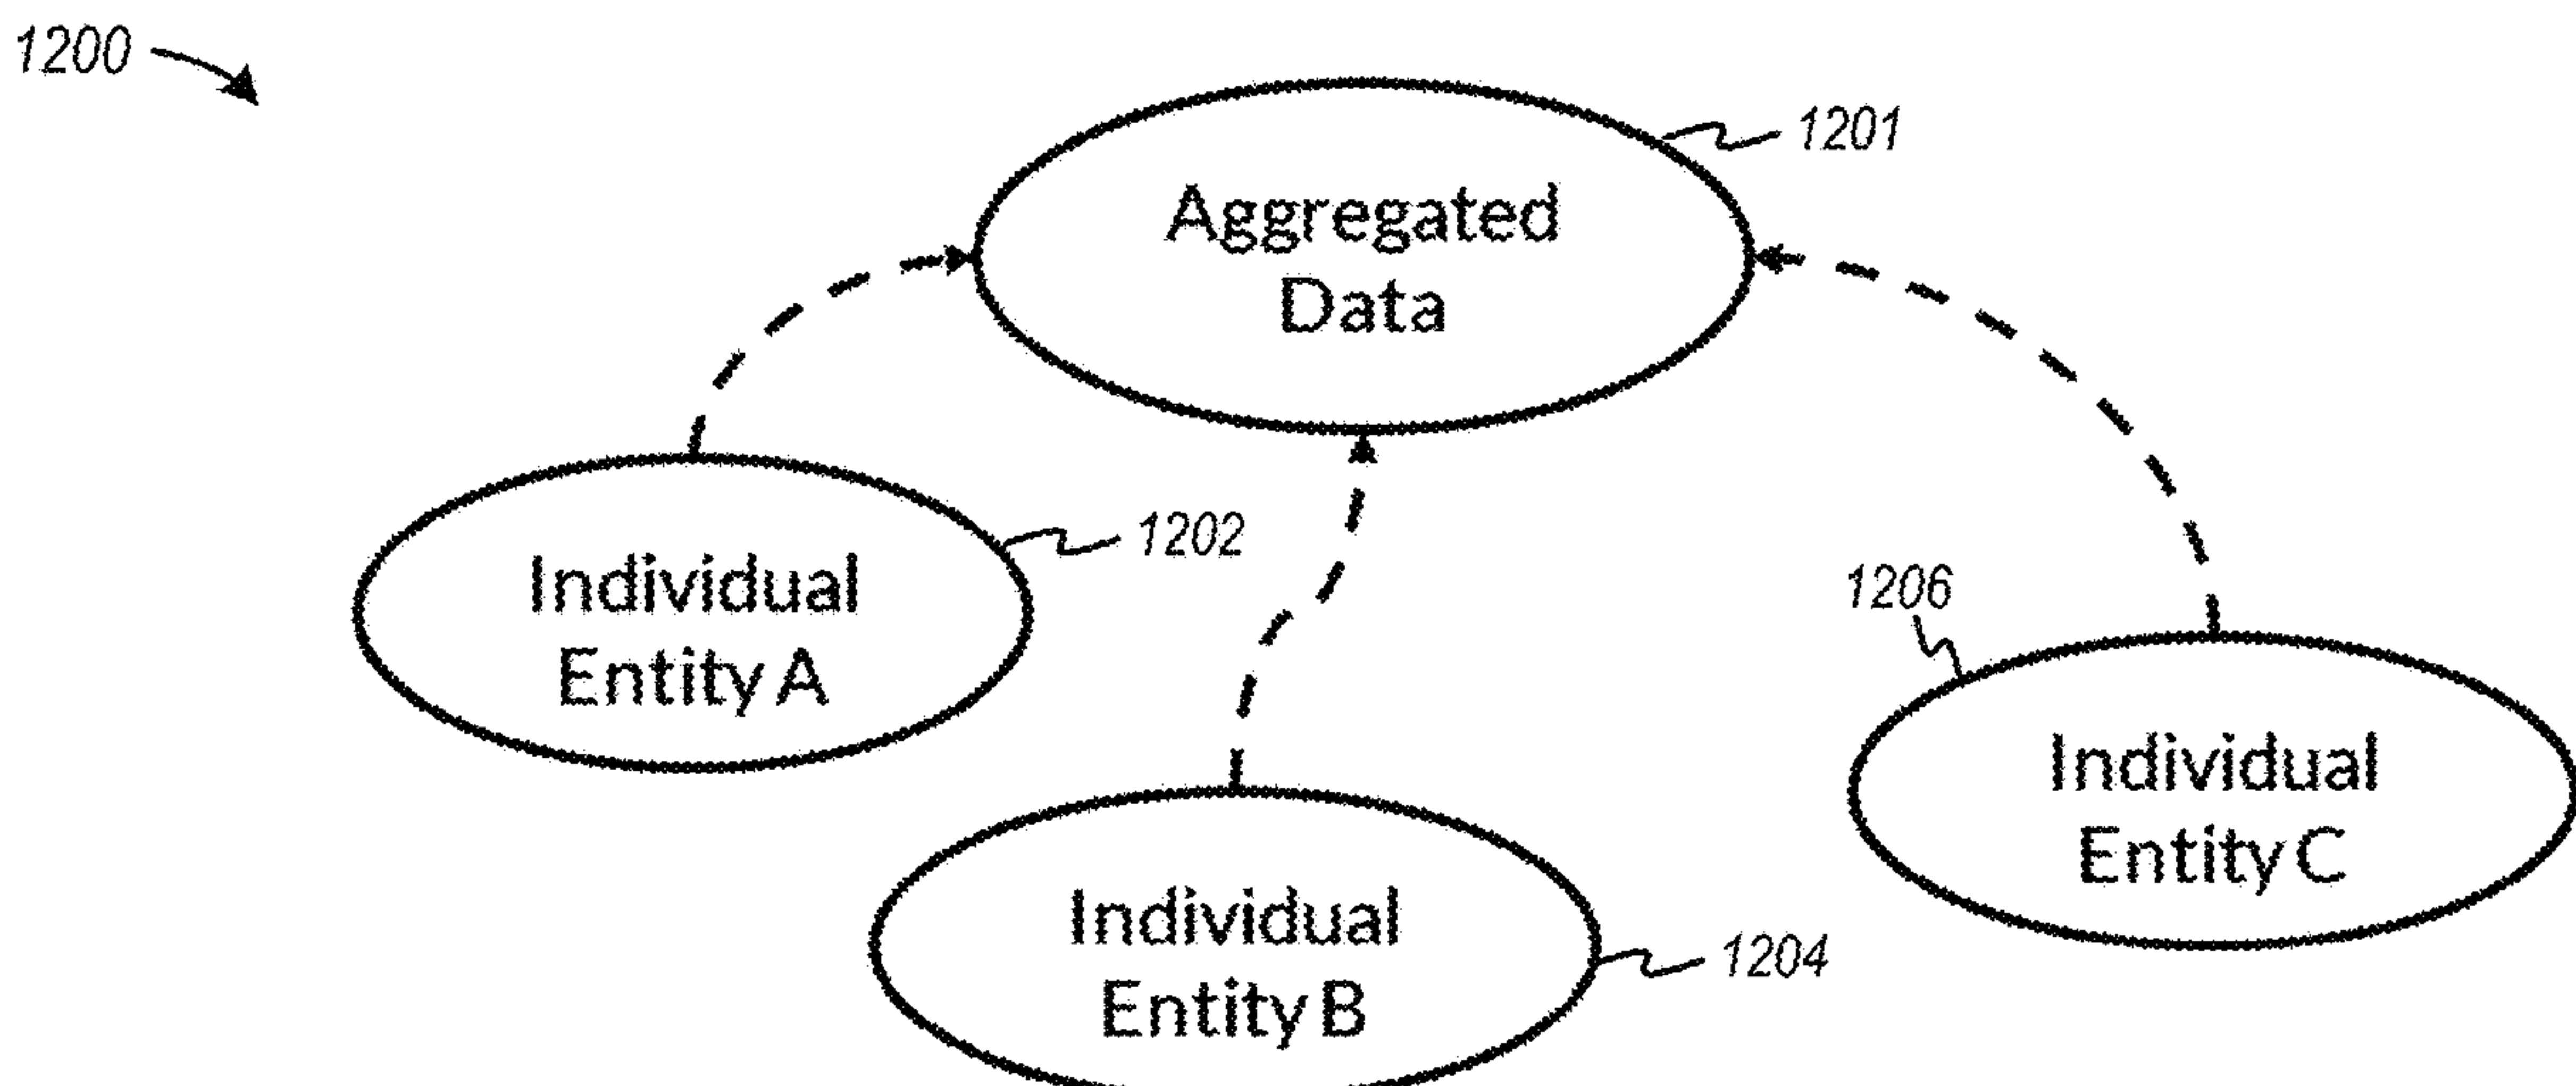 1200
1201
Aggregated
Data
1202
Individual
Entity A
1206
Individual
Entity C
Individual
Entity B
1204